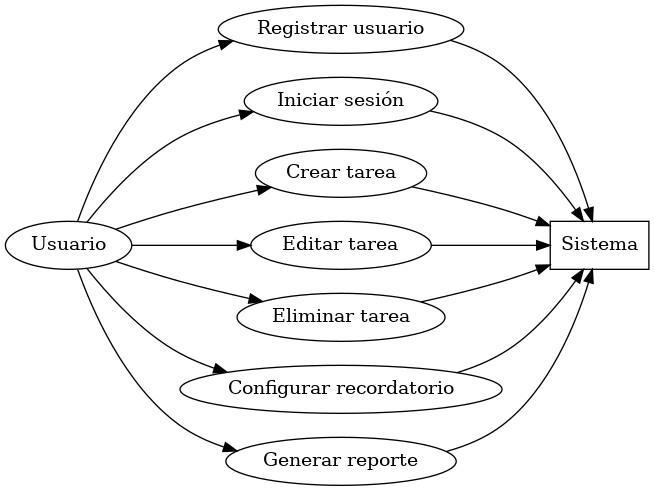 Registrar usuario
Iniciar sesión
Crear tarea
Usuario
Editar tarea
Sistema
Eliminar tarea
Configurar recordatorio
Generar reporte